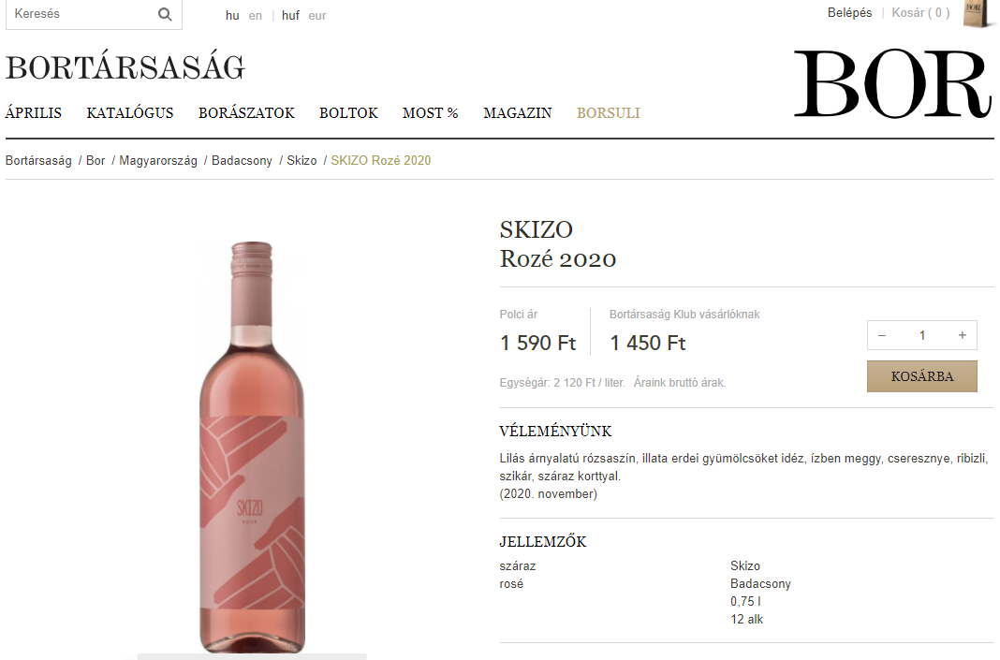 Keresés
hu en | huf eur
Belépés | Kosár ( 0 )
BORTÁRSASÁG
BOR
ÁPRILIS KATALÓGUS BORÁSZATOK BOLTOK MOST % MAGAZIN BORSULI
Bortársaság / Bor / Magyarország / Badacsony / Skizo / SKIZO Rozé 2020
SKIZO
Rozé 2020
Polci ár
1 590 Ft
Bortársaság Klub vásárlóknak
1 450 Ft
− 1 +
KOSÁRBA
Egységár: 2 120 Ft / liter. Áraink bruttó árak.
VÉLEMÉNYÜNK
Lilás árnyalatú rózsaszín, illata erdei gyümölcsöket idéz, ízben meggy, cseresznye, ribizli,
szikár, száraz korttyal.
(2020. november)
JELLEMZŐK
száraz
rosé
Skizo
Badacsony
0,75 l
12 alk
SKIZO
ROZÉ